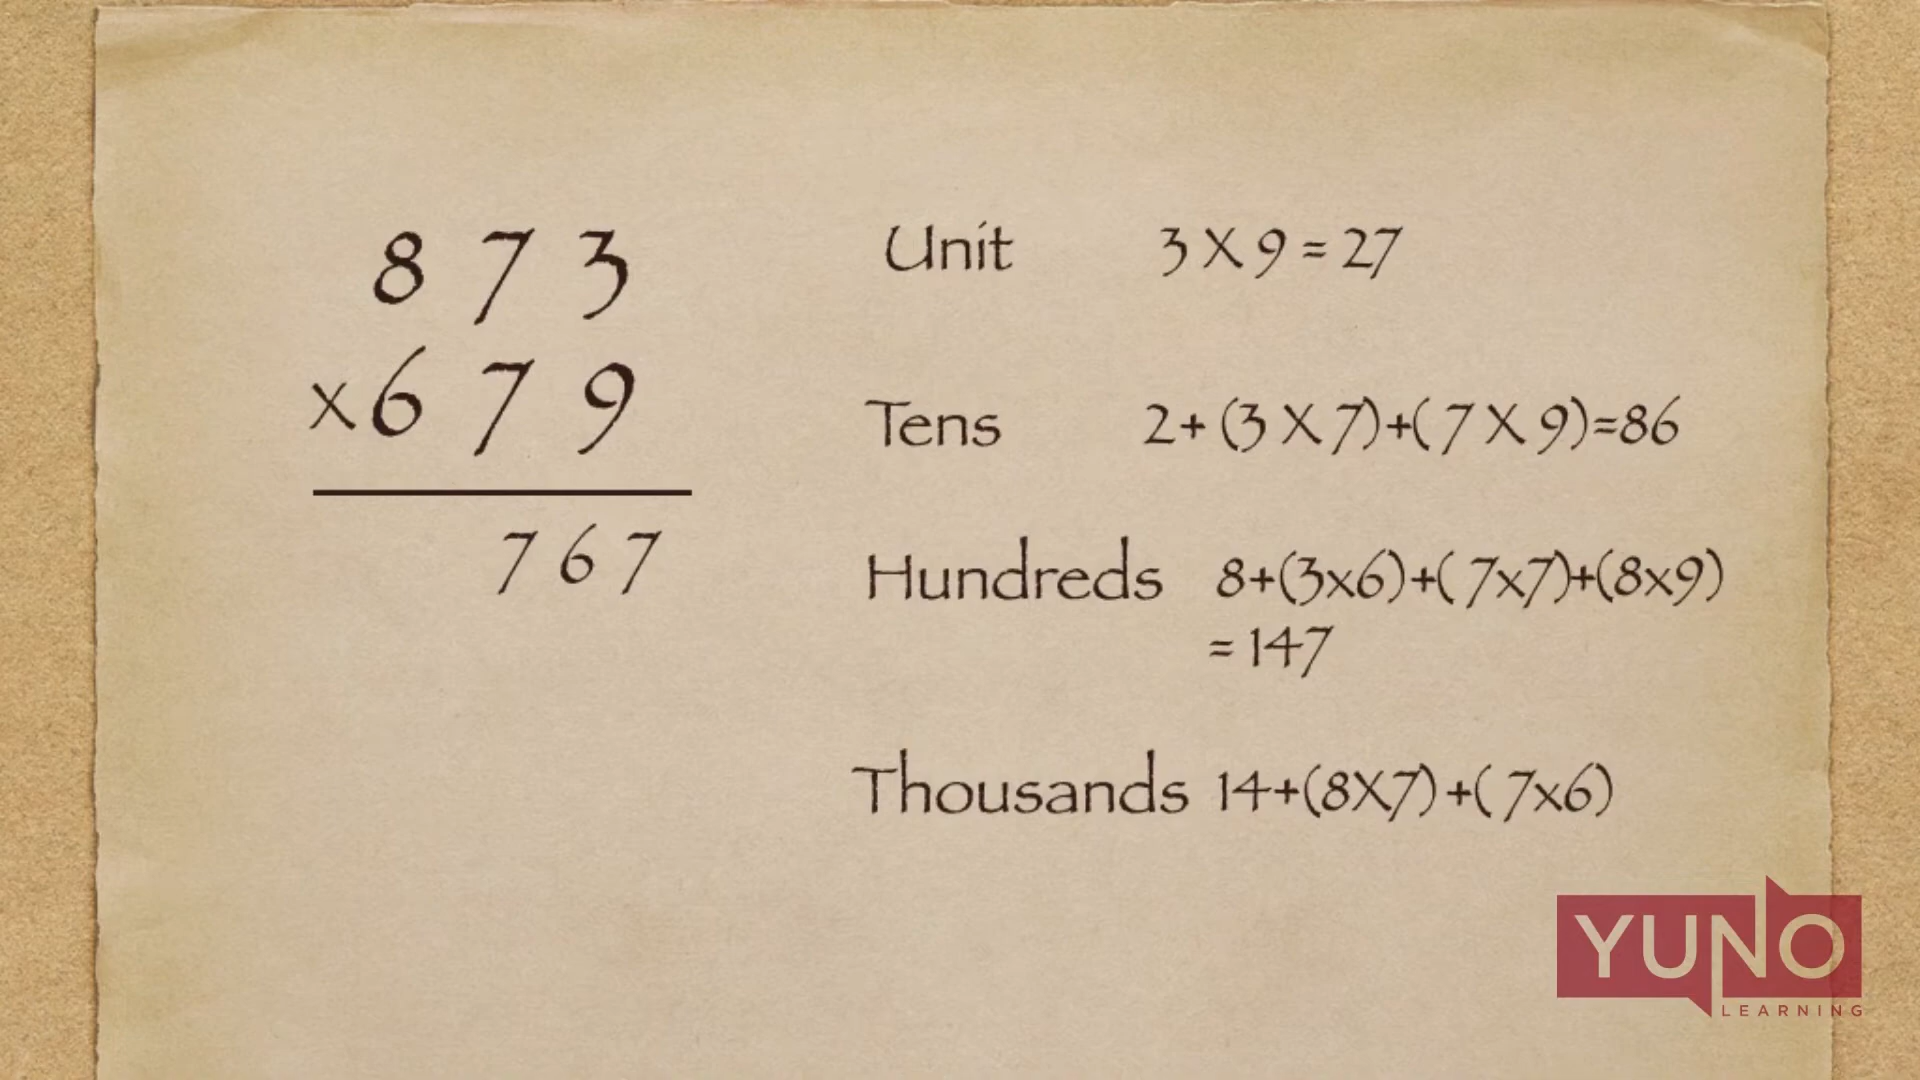 8 7 3
x 6 7 9
7 6 7
Unit 3 X 9 = 27
Tens 2+ (3 X 7)+( 7 X 9)=86
Hundreds 8+(3x6)+( 7x7)+(8x9)
= 147
Thousands 14+(8X7) +( 7x6)
YUNO
LEARNING